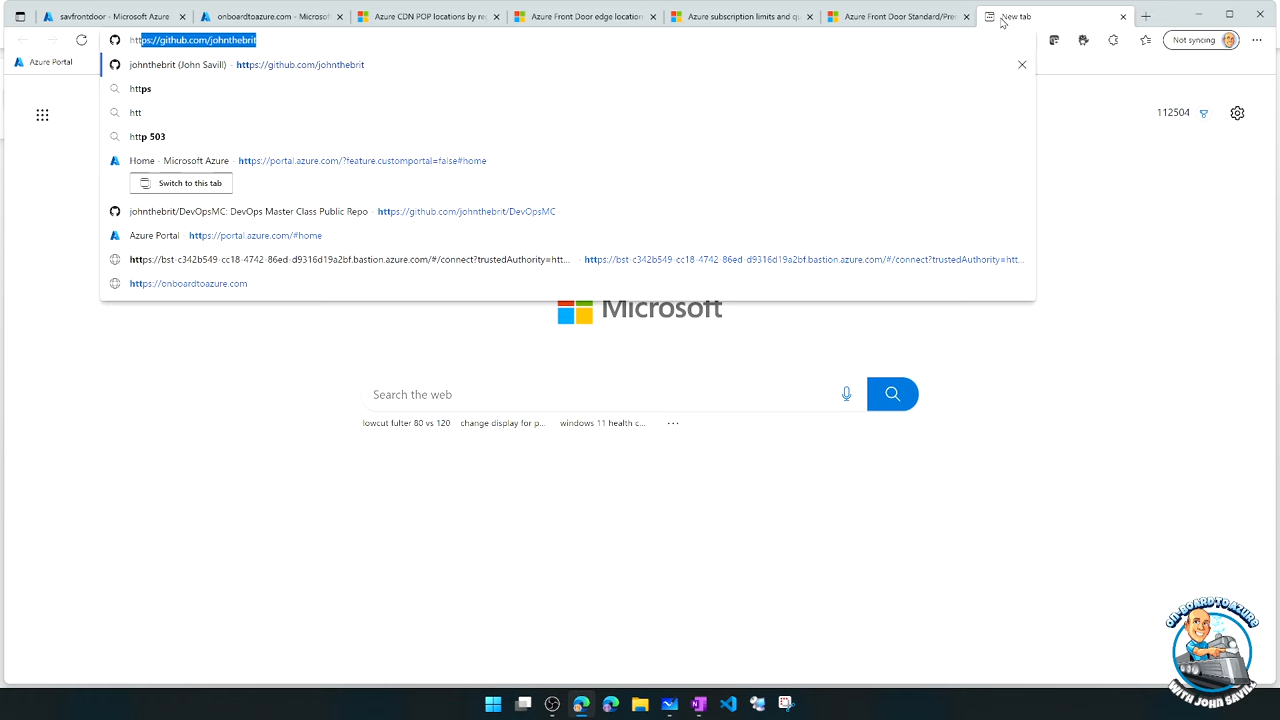 savfrontdoor - Microsoft Azure
onboardtoazure.com - Microsof
Azure CDN POP locations by reg
Azure Front Door edge location
Azure subscription limits and qu
Azure Front Door Standard/Prem
New tab
https://github.com/johnthebrit
Not syncing
Azure Portal
johnthebrit (John Savill) - https://github.com/johnthebrit
https
htt
http 503
Home - Microsoft Azure - https://portal.azure.com/?feature.customportal=false#home
Switch to this tab
johnthebrit/DevOpsMC: DevOps Master Class Public Repo - https://github.com/johnthebrit/DevOpsMC
Azure Portal - https://portal.azure.com/#home
https://bst-c342b549-cc18-4742-86ed-d9316d19a2bf.bastion.azure.com/#/connect?trustedAuthority=htt... - https://bst-c342b549-cc18-4742-86ed-d9316d19a2bf.bastion.azure.com/#/connect?trustedAuthority=htt...
https://onboardtoazure.com
112504
Microsoft
Search the web
lowcut fulter 80 vs 120
change display for p...
windows 11 health c...
ON-BOARD TO AZURE
WITH JOHN SAVILL